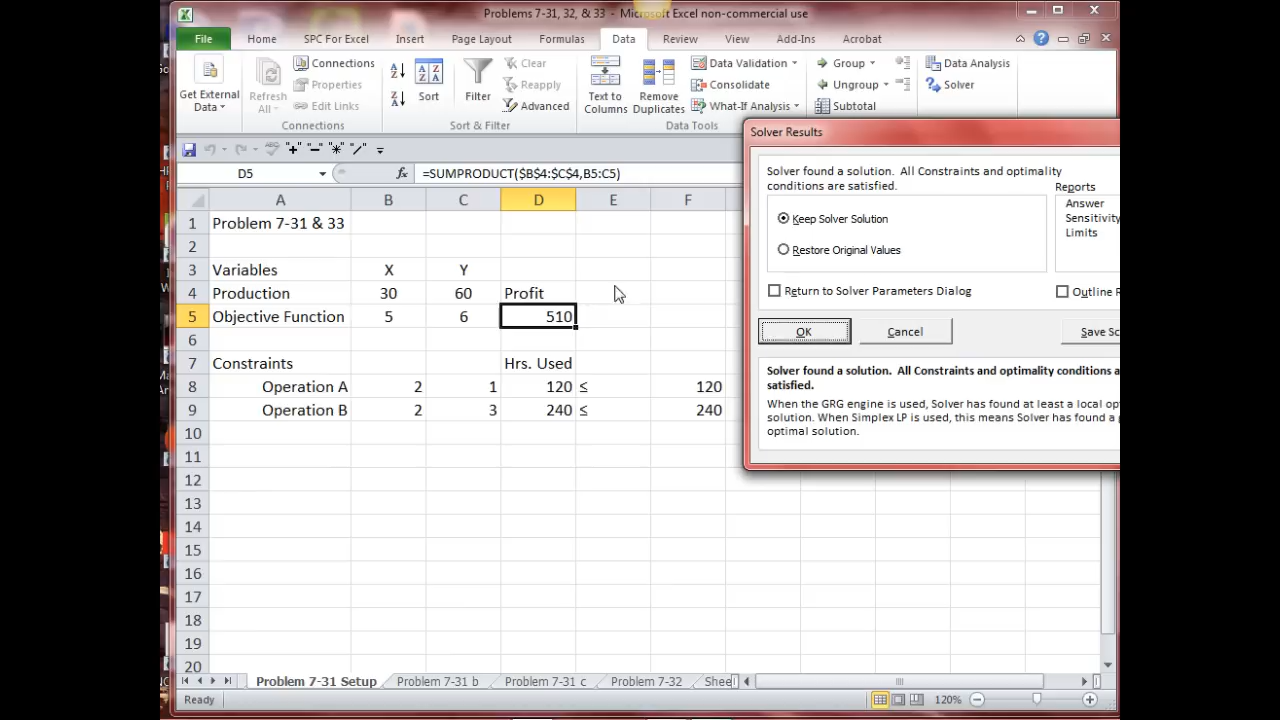 Problems 7-31, 32, & 33 - Microsoft Excel non-commercial use
File Home SPC For Excel Insert Page Layout Formulas Data Review View Add-Ins Acrobat
Get External Data
Refresh All
Connections
Properties
Edit Links
Connections
Sort
Filter
Clear
Reapply
Advanced
Sort & Filter
Text to Columns
Remove Duplicates
Data Validation
Consolidate
What-If Analysis
Data Tools
Group
Ungroup
Subtotal
Data Analysis
Solver
D5 fx =SUMPRODUCT($B$4:$C$4,B5:C5)
A B C D E F
1 Problem 7-31 & 33
2
3 Variables X Y
4 Production 30 60 Profit
5 Objective Function 5 6 510
6
7 Constraints Hrs. Used
8 Operation A 2 1 120 ≤ 120
9 Operation B 2 3 240 ≤ 240
10
11
12
13
14
15
16
17
18
19
20
Solver Results
Solver found a solution. All Constraints and optimality
conditions are satisfied.
Keep Solver Solution
Restore Original Values
Reports
Answer
Sensitivity
Limits
Return to Solver Parameters Dialog
Outline R
OK Cancel Save Sc
Solver found a solution. All Constraints and optimality conditions a
satisfied.
When the GRG engine is used, Solver has found at least a local op
solution. When Simplex LP is used, this means Solver has found a g
optimal solution.
Problem 7-31 Setup Problem 7-31 b Problem 7-31 c Problem 7-32 Shee
Ready 120%